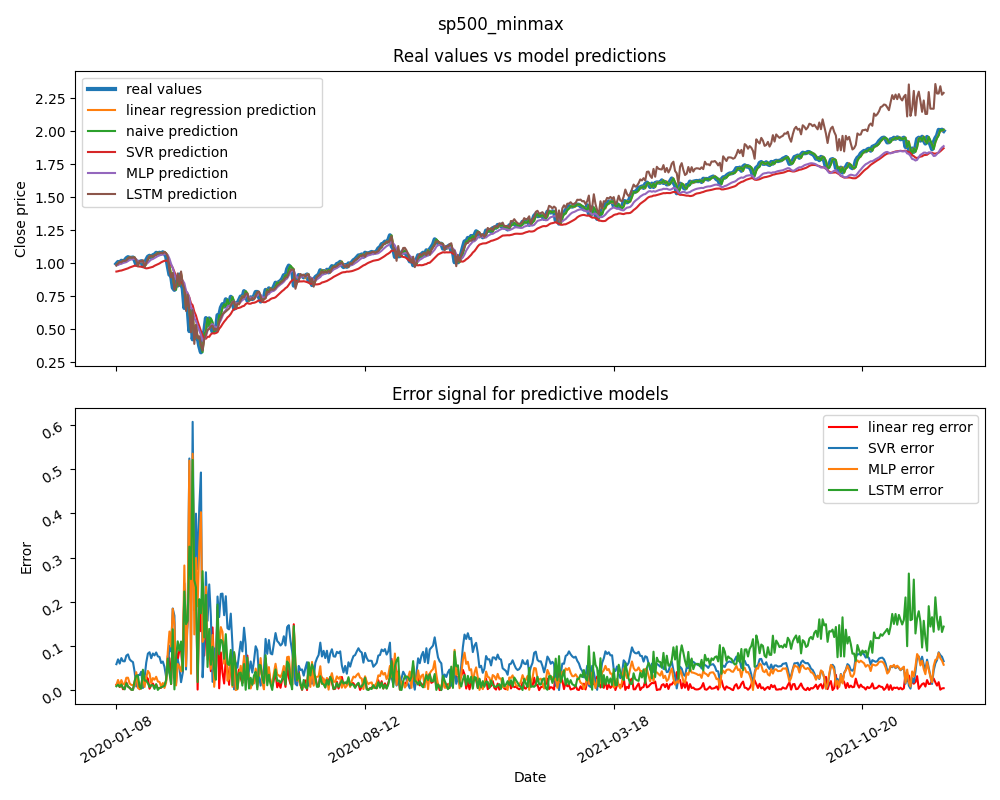 sp500_minmax
Real values vs model predictions
real values
linear regression prediction
naive prediction
SVR prediction
MLP prediction
LSTM prediction
2.25
2.00
1.75
1.50
1.25
1.00
0.75
0.50
0.25
Close price
Error signal for predictive models
linear reg error
SVR error
MLP error
LSTM error
0.6
0.5
0.4
0.3
0.2
0.1
0.0
Error
2020-01-08
2020-08-12
2021-03-18
2021-10-20
Date